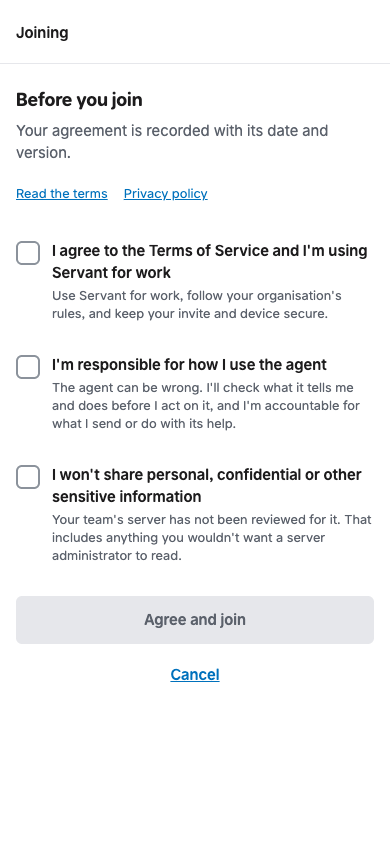 Joining
Before you join
Your agreement is recorded with its date and
version.
Read the terms Privacy policy
I agree to the Terms of Service and I'm using
Servant for work
Use Servant for work, follow your organisation's
rules, and keep your invite and device secure.
I'm responsible for how I use the agent
The agent can be wrong. I'll check what it tells me
and does before I act on it, and I'm accountable for
what I send or do with its help.
I won't share personal, confidential or other
sensitive information
Your team's server has not been reviewed for it. That
includes anything you wouldn't want a server
administrator to read.
Agree and join
Cancel